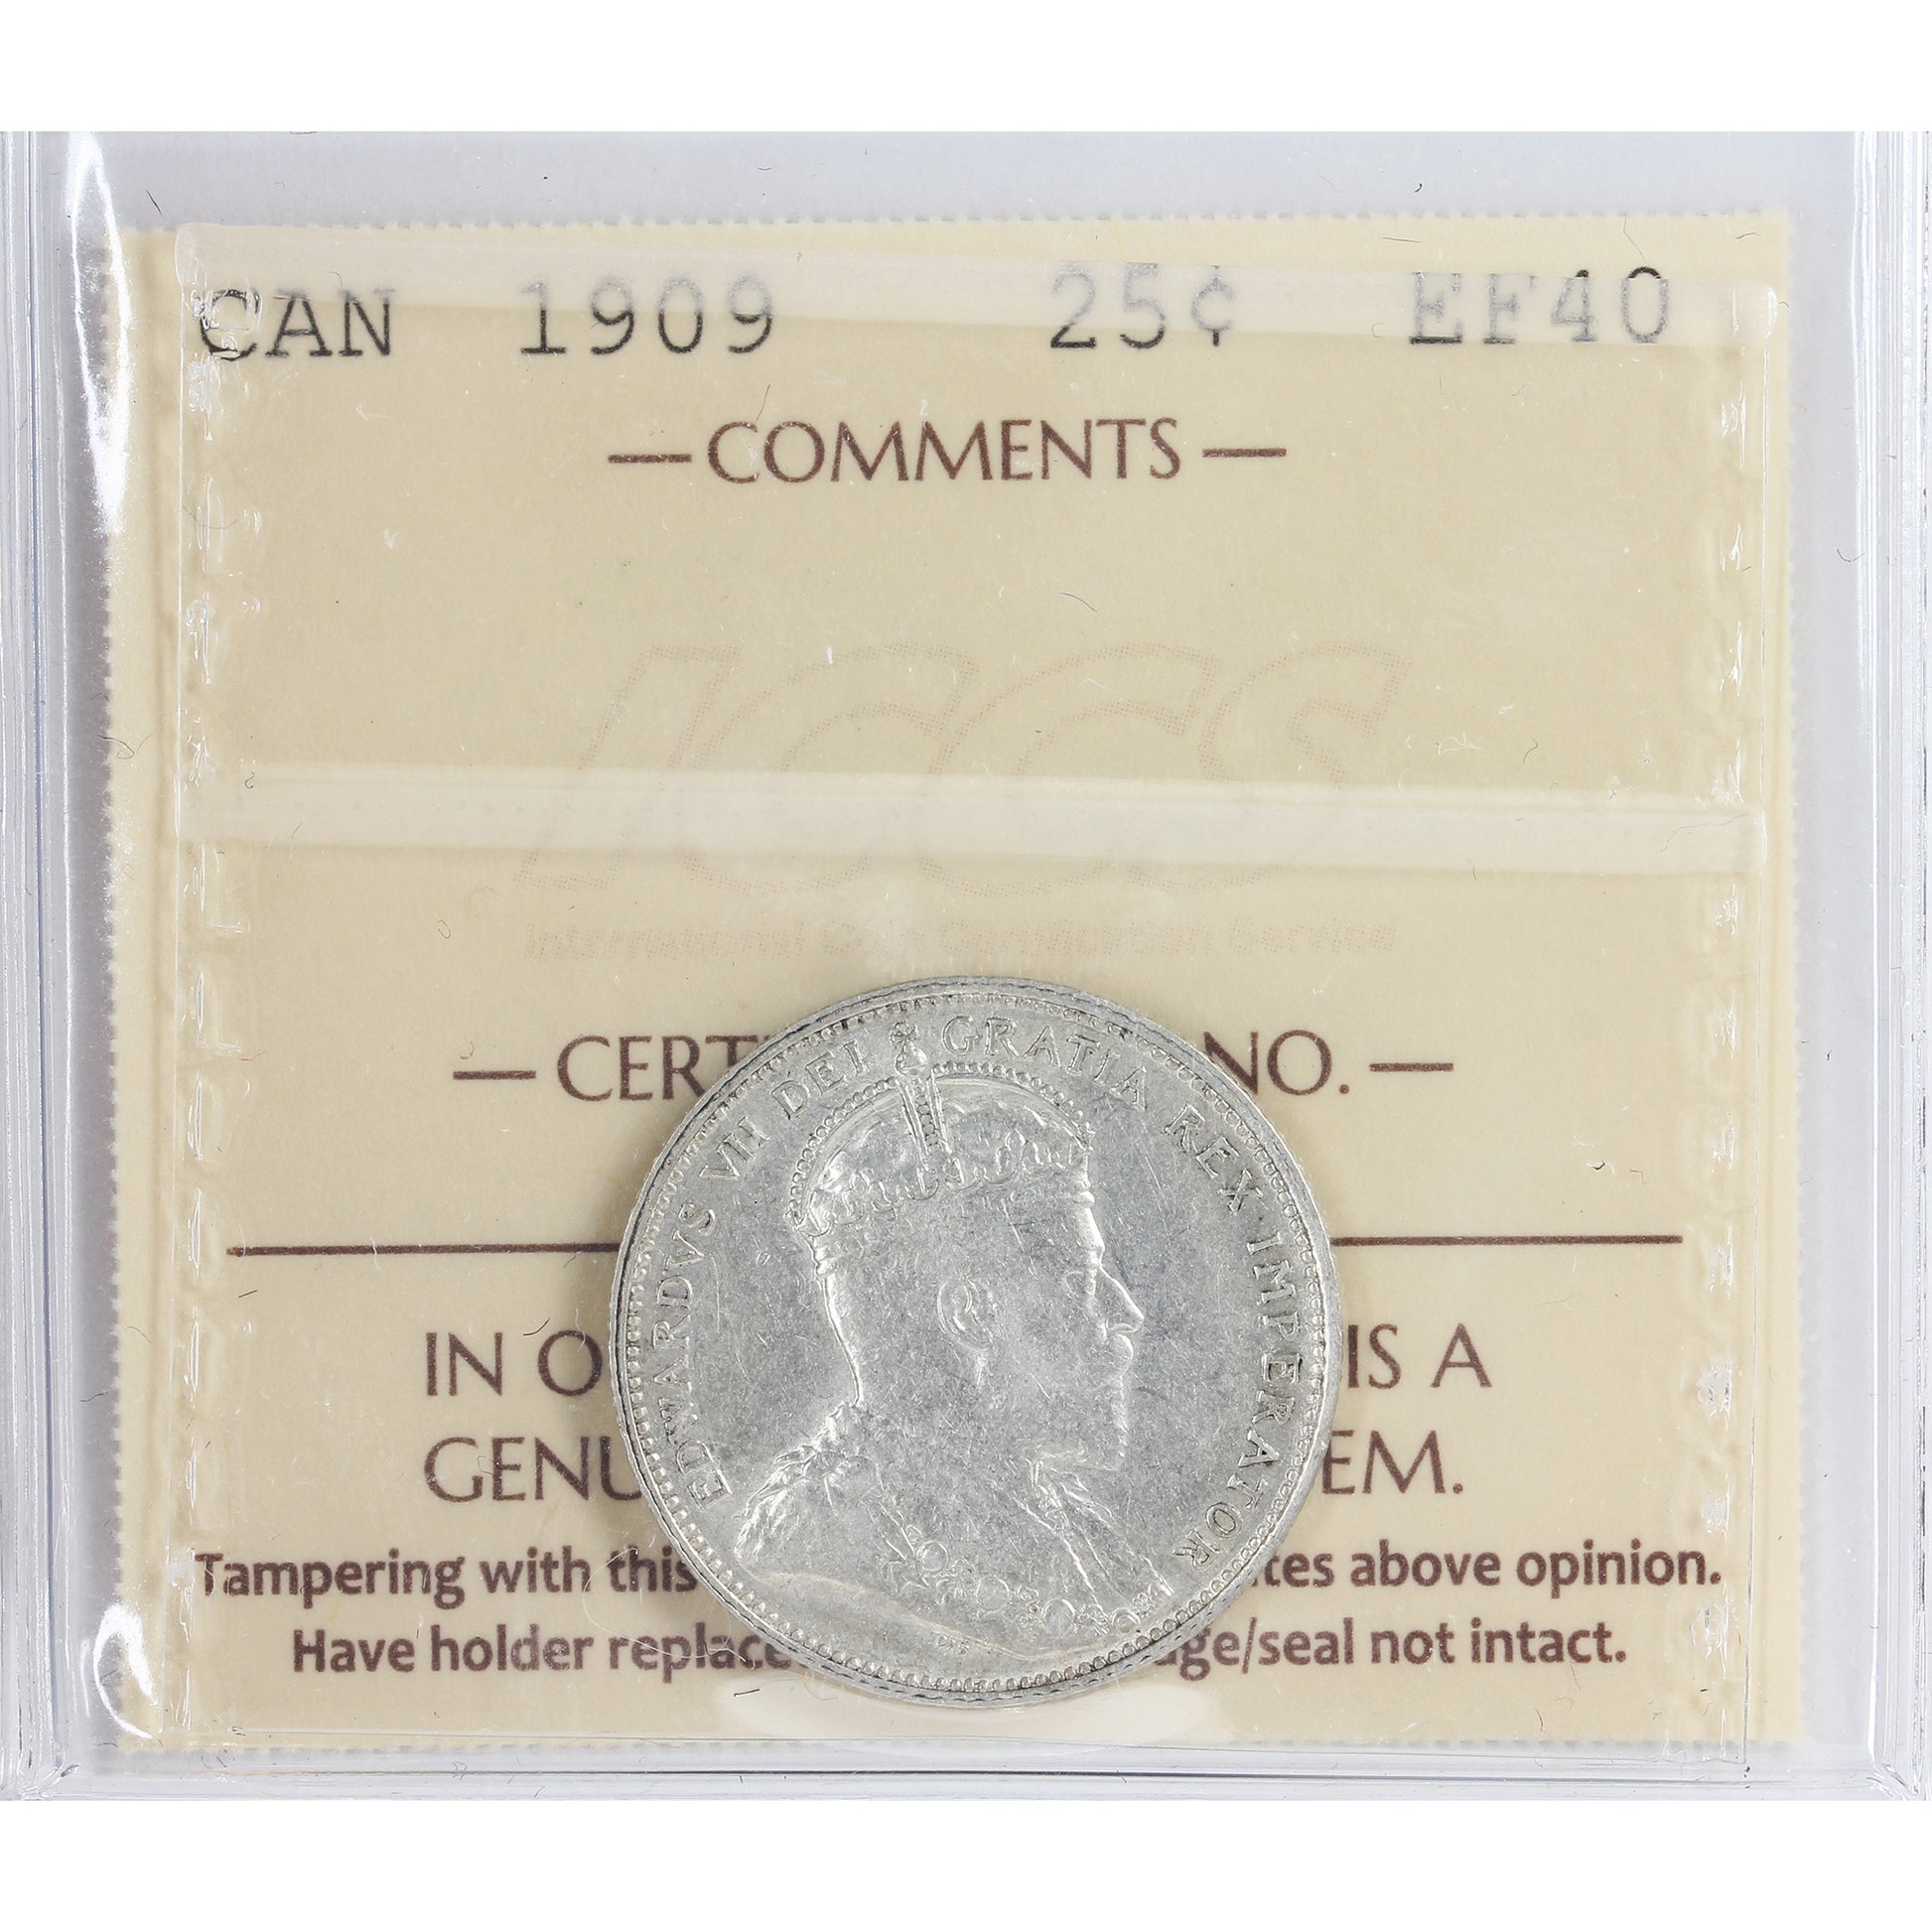 CAN 1909 25¢ EF40
— COMMENTS —
ICCS
International Coin Certification Service
— CERT NO. —
IN O IS A
GENU EM.
Tampering with this tes above opinion.
Have holder replace ge/seal not intact.
EDWARDVS VII DEI GRATIA REX IMPERATOR